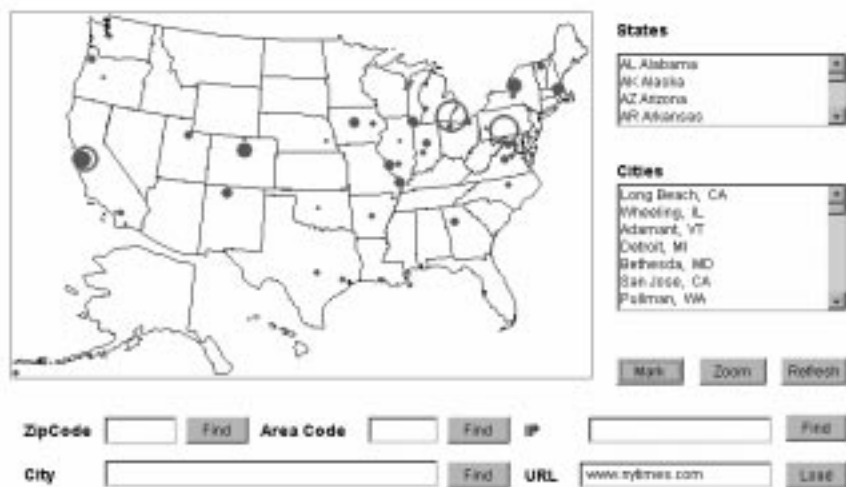 States
AL Alabama
AK Alaska
AZ Arizona
AR Arkansas
Cities
Long Beach, CA
Wheeling, IL
Adamant, VT
Detroit, MI
Bethesda, MD
San Jose, CA
Pullman, WA
Mark Zoom Refresh
ZipCode Find Area Code Find IP Find
City Find URL www.nytimes.com Load